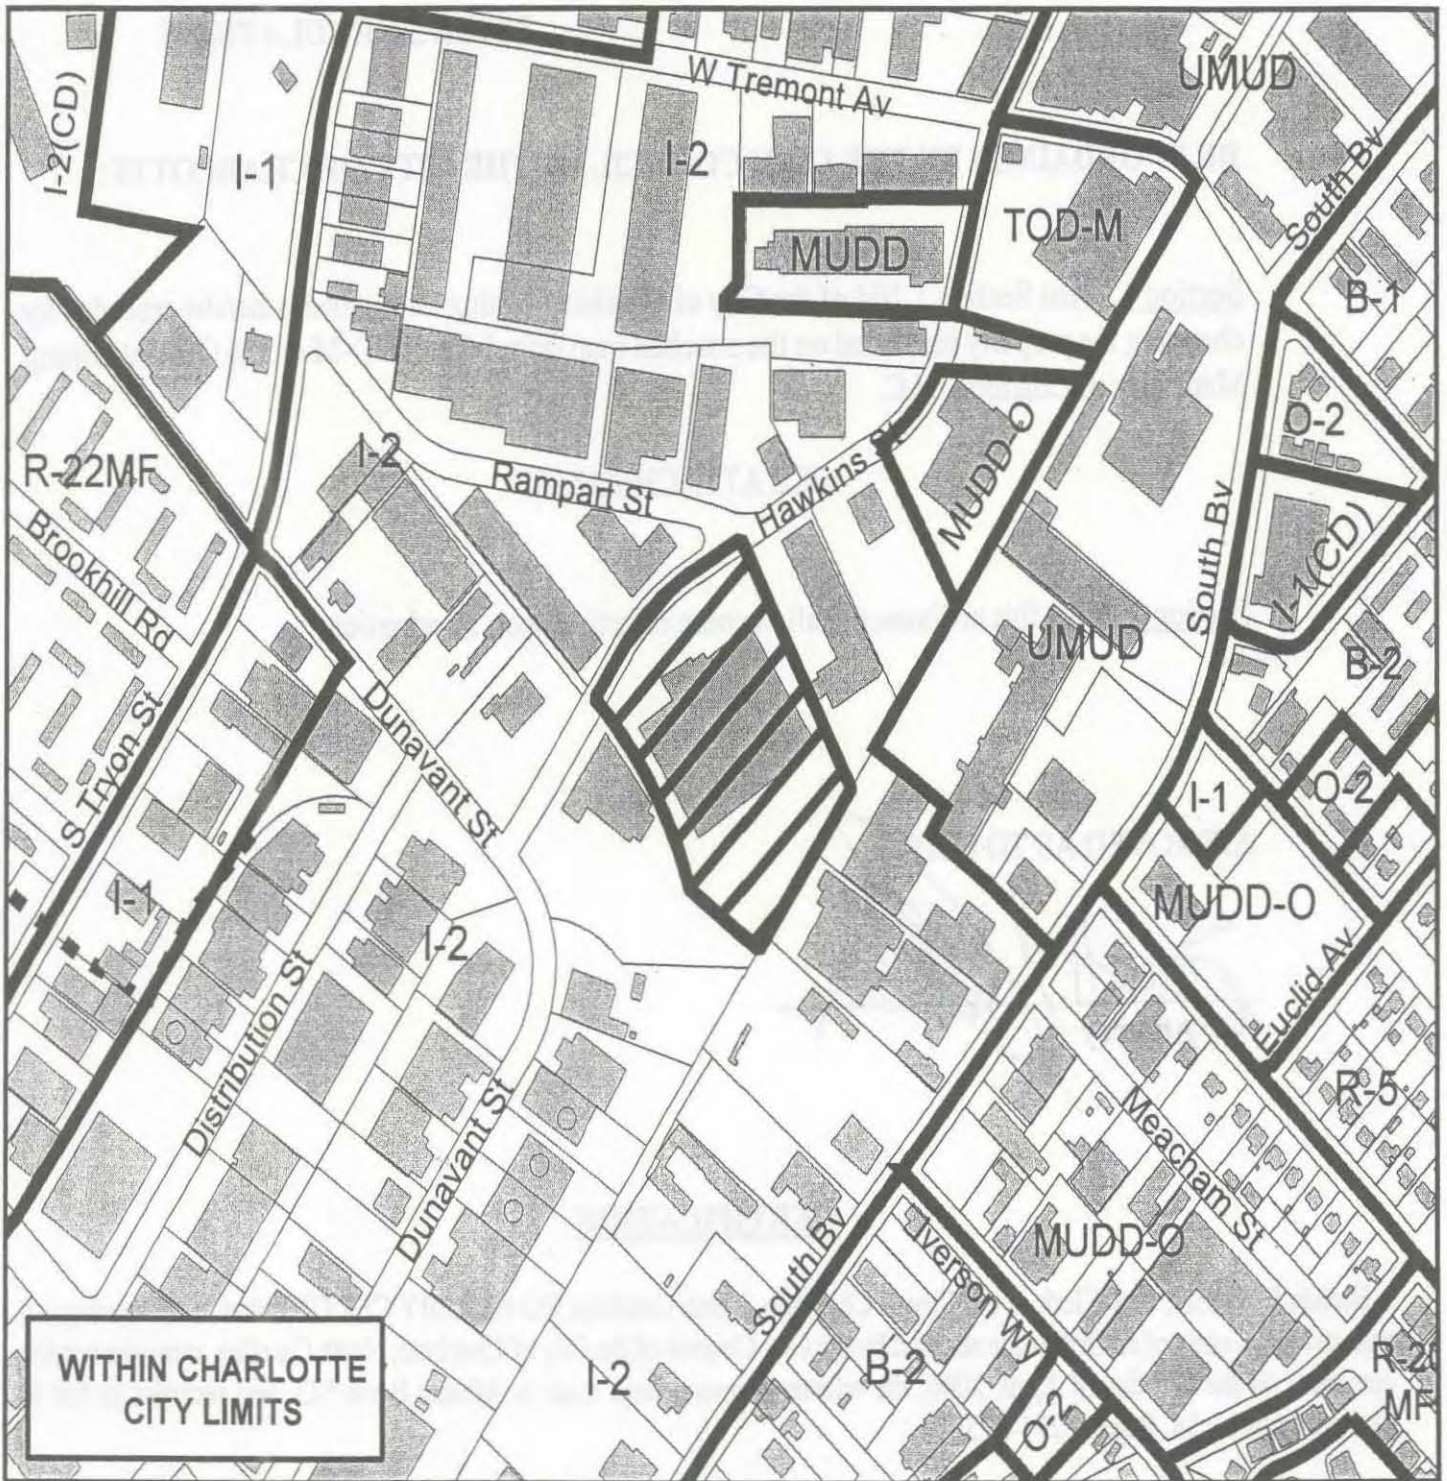 W Tremont Av
UMUD
I-2(CD)
I-1
I-2
South Bv
MUDD
TOD-M
B-1
O-2
R-22MF
I-2
Rampart St
Hawkins St
MUDD-O
I-1(CD)
South Bv
Brookhill Rd
UMUD
B-2
S Tryon St
Dunavant St
I-1
O-2
I-1
MUDD-O
I-2
Euclid Av
Distribution St
R-5
Dunavant St
Meacham St
MUDD-O
South Bv
Iverson Wy
I-2
B-2
O-2
MF
WITHIN CHARLOTTE
CITY LIMITS